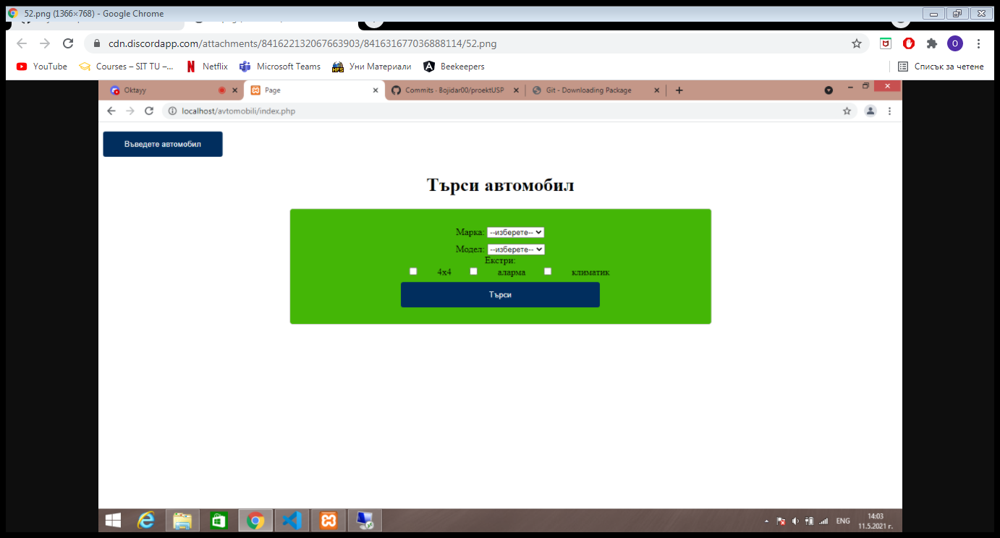 52.png (1366×768) - Google Chrome
cdn.discordapp.com/attachments/841622132067663903/841631677036888114/52.png
O
YouTube Courses – SIT TU –... Netflix Microsoft Teams Уни Материали Beekeepers Списък за четене
Oktayy Page Commits · Bojidar00/proektUSP Git - Downloading Package
localhost/avtomobili/index.php
Въведете автомобил
Търси автомобил
Марка: --изберете--
Модел: --изберете--
Екстри:
4x4 аларма климатик
Търси
ENG 14:03
11.5.2021 г.